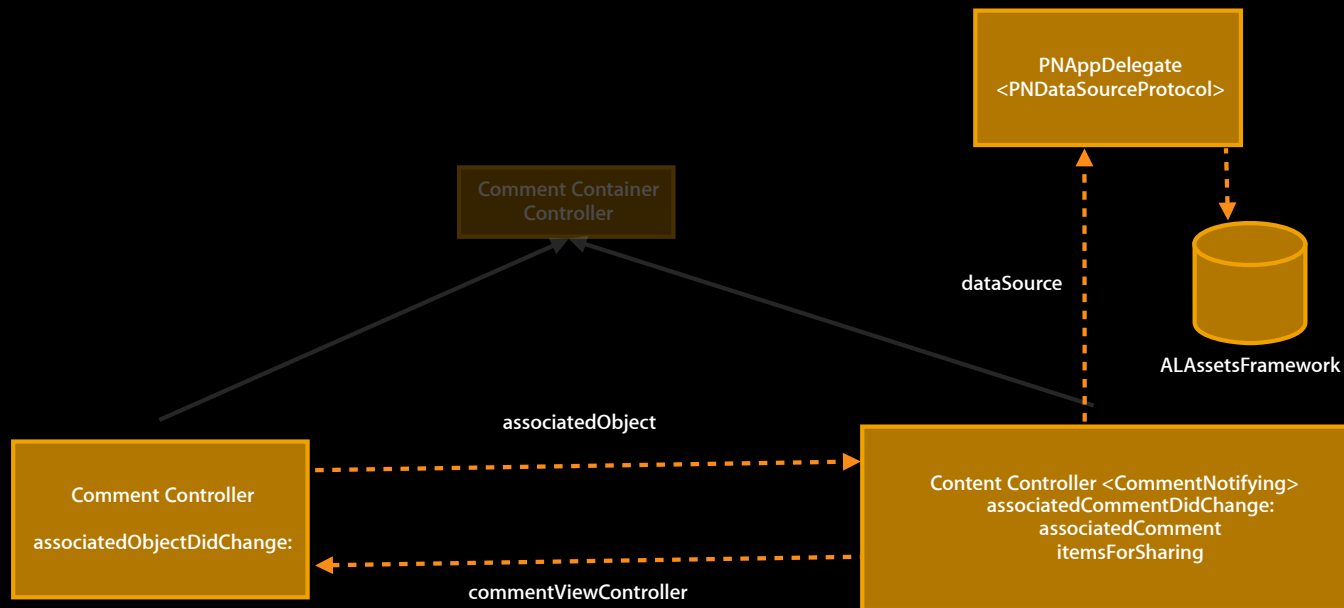 PNAppDelegate
<PNDataSourceProtocol>
Comment Container
Controller
dataSource
ALAssetsFramework
associatedObject
Comment Controller
associatedObjectDidChange:
Content Controller <CommentNotifying>
associatedCommentDidChange:
associatedComment
itemsForSharing
commentViewController